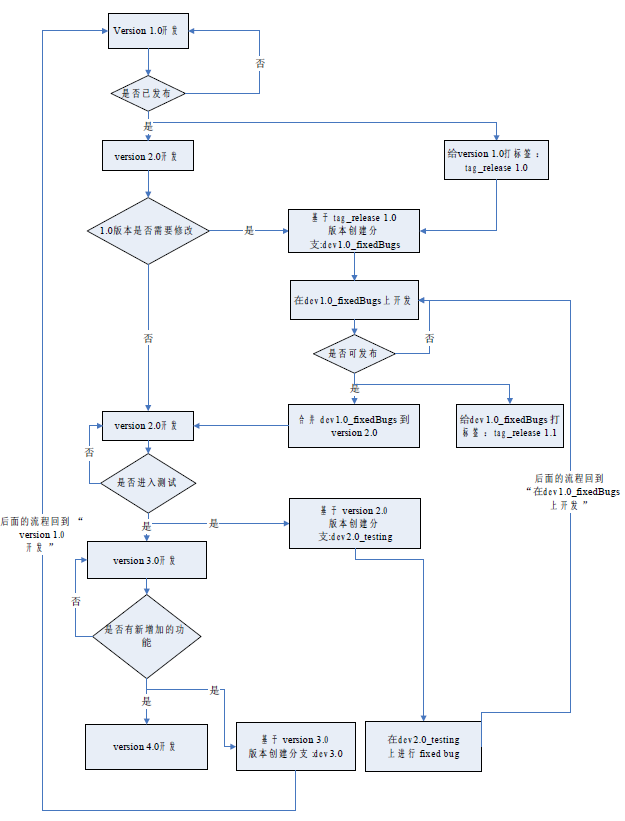 Version 1.0开发
否
是否已发布
是
version 2.0开发
给version 1.0打标签：
tag_release 1.0
1.0版本是否需要修改
是
基于 tag_release 1.0
版本创建分
支:dev1.0_fixedBugs
在dev1.0_fixedBugs上开发
否
否
是否可发布
是
version 2.0开发
合并 dev1.0_fixedBugs 到
version 2.0
给dev1.0_fixedBugs 打
标签：tag_release 1.1
否
是否进入测试
后面的流程回到
“在dev1.0_fixedBugs
上开发”
后面的流程回到 “
version 1.0
开发”
是
是
基于 version 2.0
版本创建分
支:dev2.0_testing
version 3.0开发
否
是否有新增加的功
能
是
是
version 4.0开发
基于 version 3.0
版本创建分支:dev3.0
在dev2.0_testing
上进行 fixed bug